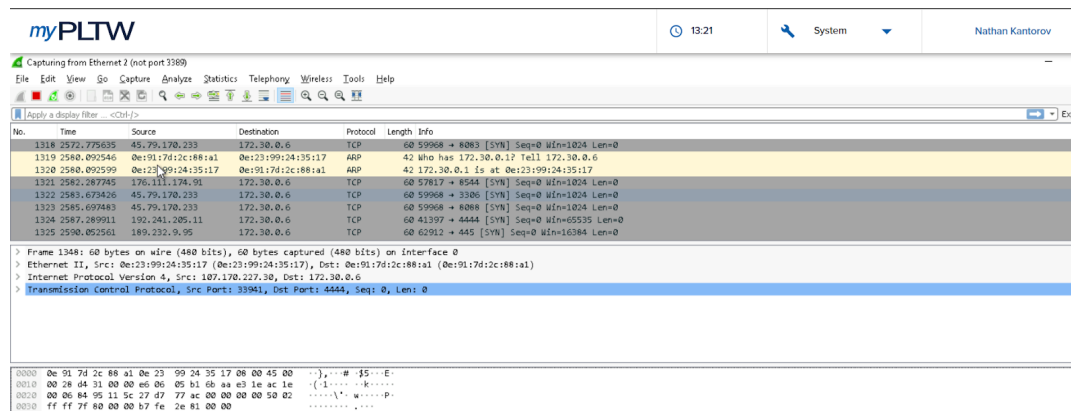 myPLTW 13:21 System Nathan Kantorov
Capturing from Ethernet 2 (not port 3389)
File Edit View Go Capture Analyze Statistics Telephony Wireless Tools Help
Apply a display filter ... <Ctrl-/> Ex
No. Time Source Destination Protocol Length Info
1318 2572.775635 45.79.170.233 172.30.0.6 TCP 60 59968 → 8083 [SYN] Seq=0 Win=1024 Len=0
1319 2580.092546 0e:91:7d:2c:88:a1 0e:23:99:24:35:17 ARP 42 Who has 172.30.0.1? Tell 172.30.0.6
1320 2580.092599 0e:23:99:24:35:17 0e:91:7d:2c:88:a1 ARP 42 172.30.0.1 is at 0e:23:99:24:35:17
1321 2582.287745 176.111.174.91 172.30.0.6 TCP 60 57817 → 8544 [SYN] Seq=0 Win=1024 Len=0
1322 2583.673426 45.79.170.233 172.30.0.6 TCP 60 59968 → 3306 [SYN] Seq=0 Win=1024 Len=0
1323 2585.697483 45.79.170.233 172.30.0.6 TCP 60 59968 → 8088 [SYN] Seq=0 Win=1024 Len=0
1324 2587.289911 192.241.205.11 172.30.0.6 TCP 60 41397 → 4444 [SYN] Seq=0 Win=65535 Len=0
1325 2590.052561 189.232.9.95 172.30.0.6 TCP 60 62912 → 445 [SYN] Seq=0 Win=16384 Len=0
> Frame 1348: 60 bytes on wire (480 bits), 60 bytes captured (480 bits) on interface 0
> Ethernet II, Src: 0e:23:99:24:35:17 (0e:23:99:24:35:17), Dst: 0e:91:7d:2c:88:a1 (0e:91:7d:2c:88:a1)
> Internet Protocol Version 4, Src: 107.170.227.30, Dst: 172.30.0.6
> Transmission Control Protocol, Src Port: 33941, Dst Port: 4444, Seq: 0, Len: 0
0000 0e 91 7d 2c 88 a1 0e 23 99 24 35 17 08 00 45 00 ··},···# ·$5···E·
0010 00 28 d4 31 00 00 e6 06 05 b1 6b aa e3 1e ac 1e ·(·1···· ··k·····
0020 00 06 84 95 11 5c 27 d7 77 ac 00 00 00 00 50 02 ·····\'· w·····P·
0030 ff ff 7f 80 00 00 b7 fe 2e 81 00 00 ········ .···